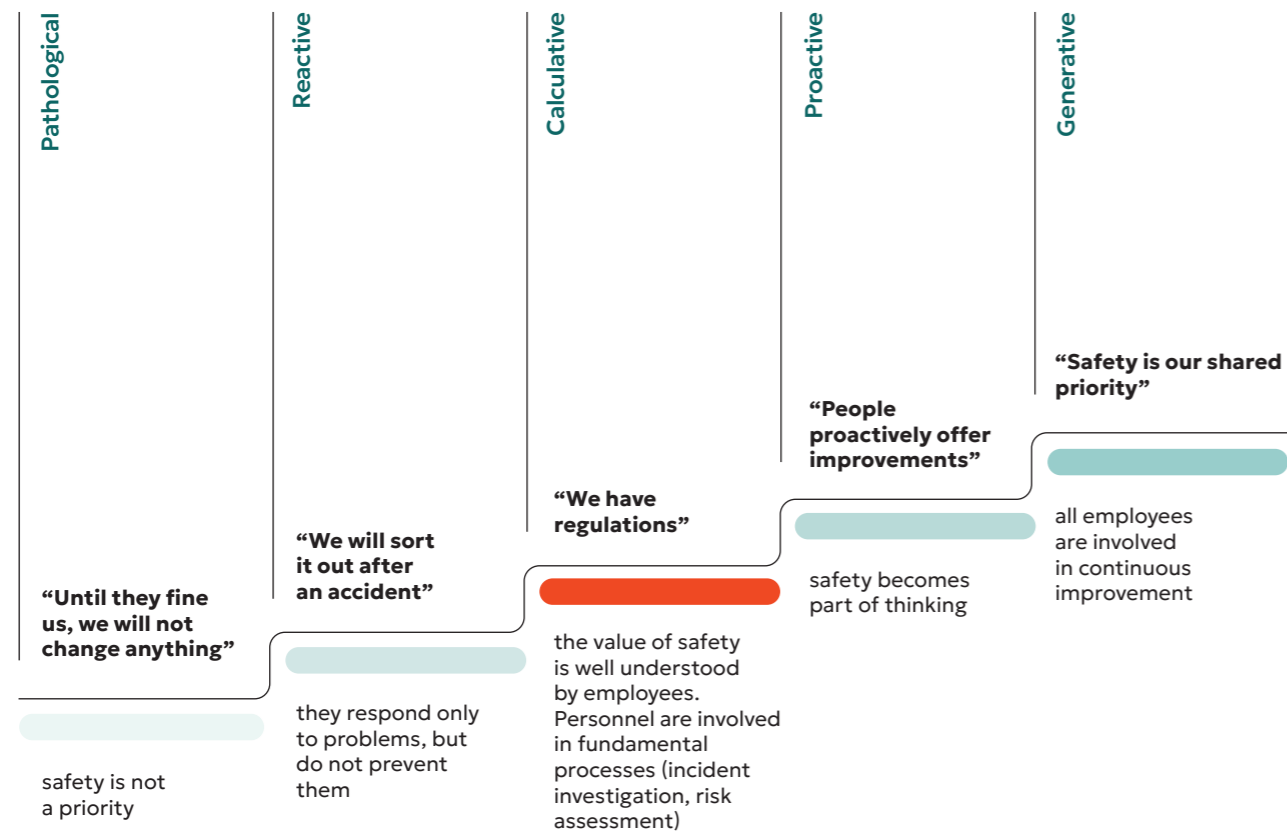 Pathological
Reactive
Calculative
Proactive
Generative
“Until they fine
us, we will not
change anything”
safety is not
a priority
“We will sort
it out after
an accident”
they respond only
to problems, but
do not prevent
them
“We have
regulations”
the value of safety
is well understood
by employees.
Personnel are involved
in fundamental
processes (incident
investigation, risk
assessment)
“People
proactively offer
improvements”
safety becomes
part of thinking
“Safety is our shared
priority”
all employees
are involved
in continuous
improvement